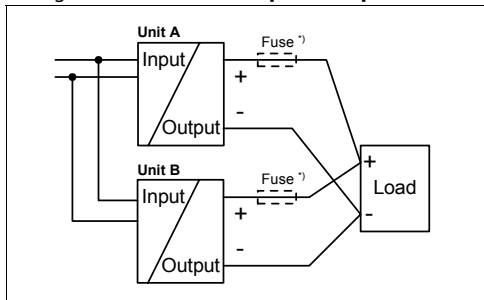 Unit A
Input
Fuse *)
+
-
Output
+
Load
-
Unit B
Input
Fuse *)
+
-
Output